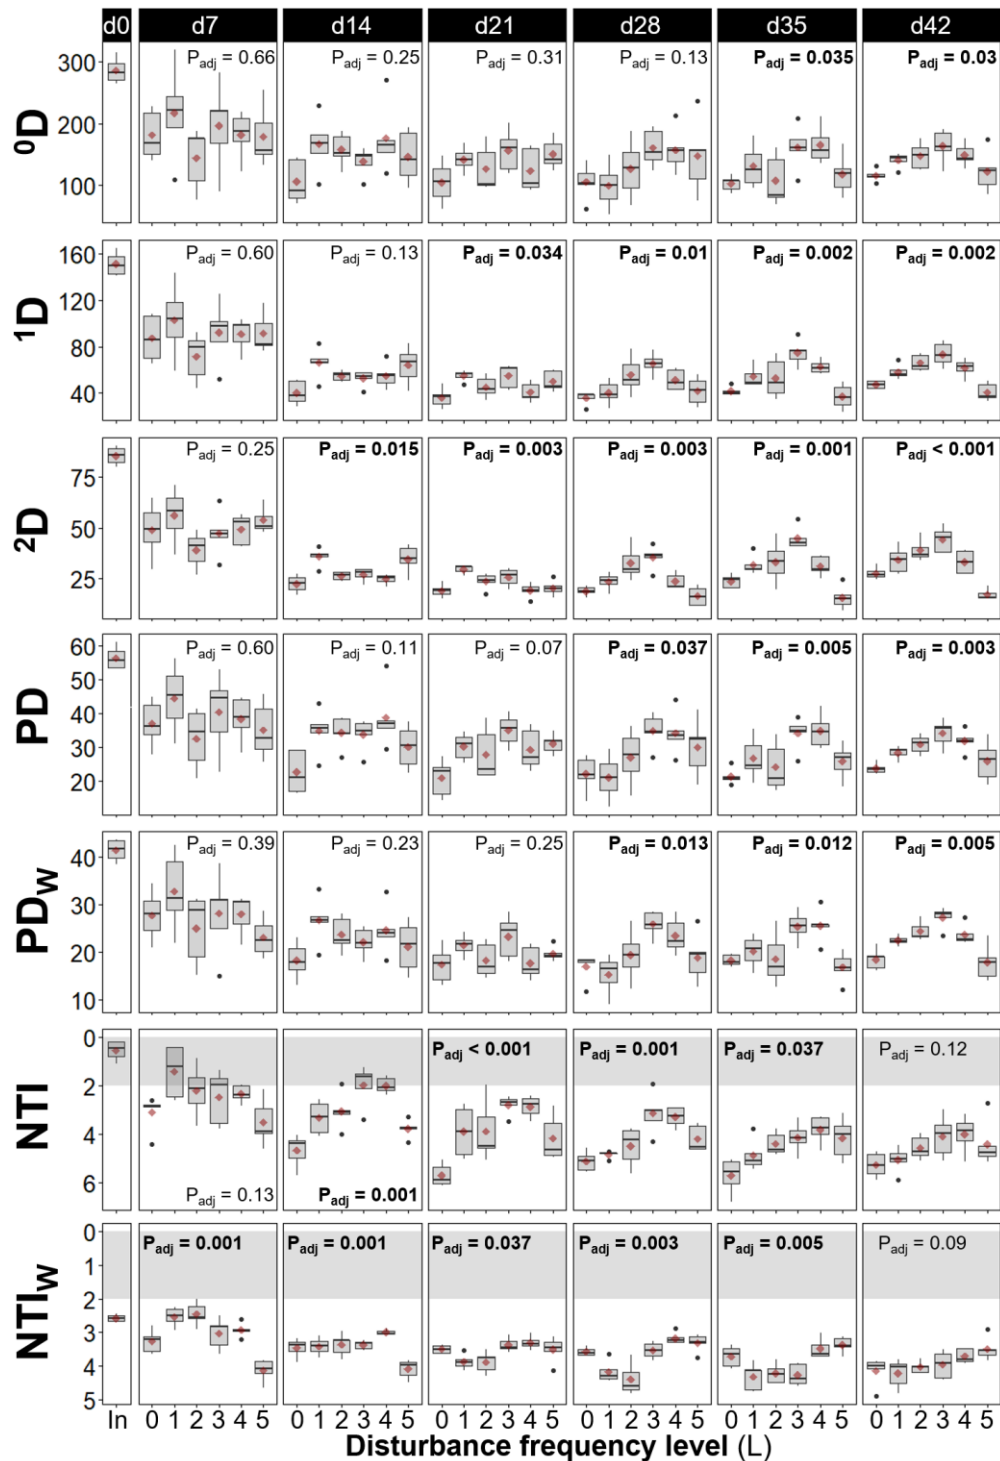 d0 d7 d14 d21 d28 d35 d42
⁰D
300
200
100
Padj = 0.66 Padj = 0.25 Padj = 0.31 Padj = 0.13 Padj = 0.035 Padj = 0.03
¹D
160
120
80
40
Padj = 0.60 Padj = 0.13 Padj = 0.034 Padj = 0.01 Padj = 0.002 Padj = 0.002
²D
75
50
25
Padj = 0.25 Padj = 0.015 Padj = 0.003 Padj = 0.003 Padj = 0.001 Padj < 0.001
PD
60
50
40
30
20
Padj = 0.60 Padj = 0.11 Padj = 0.07 Padj = 0.037 Padj = 0.005 Padj = 0.003
PDW
40
30
20
10
Padj = 0.39 Padj = 0.23 Padj = 0.25 Padj = 0.013 Padj = 0.012 Padj = 0.005
NTI
0
2
4
6
Padj < 0.001 Padj = 0.001 Padj = 0.037 Padj = 0.12
Padj = 0.13 Padj = 0.001
NTIW
0
1
2
3
4
5
Padj = 0.001 Padj = 0.001 Padj = 0.037 Padj = 0.003 Padj = 0.005 Padj = 0.09
In 0 1 2 3 4 5 0 1 2 3 4 5 0 1 2 3 4 5 0 1 2 3 4 5 0 1 2 3 4 5 0 1 2 3 4 5
Disturbance frequency level (L)